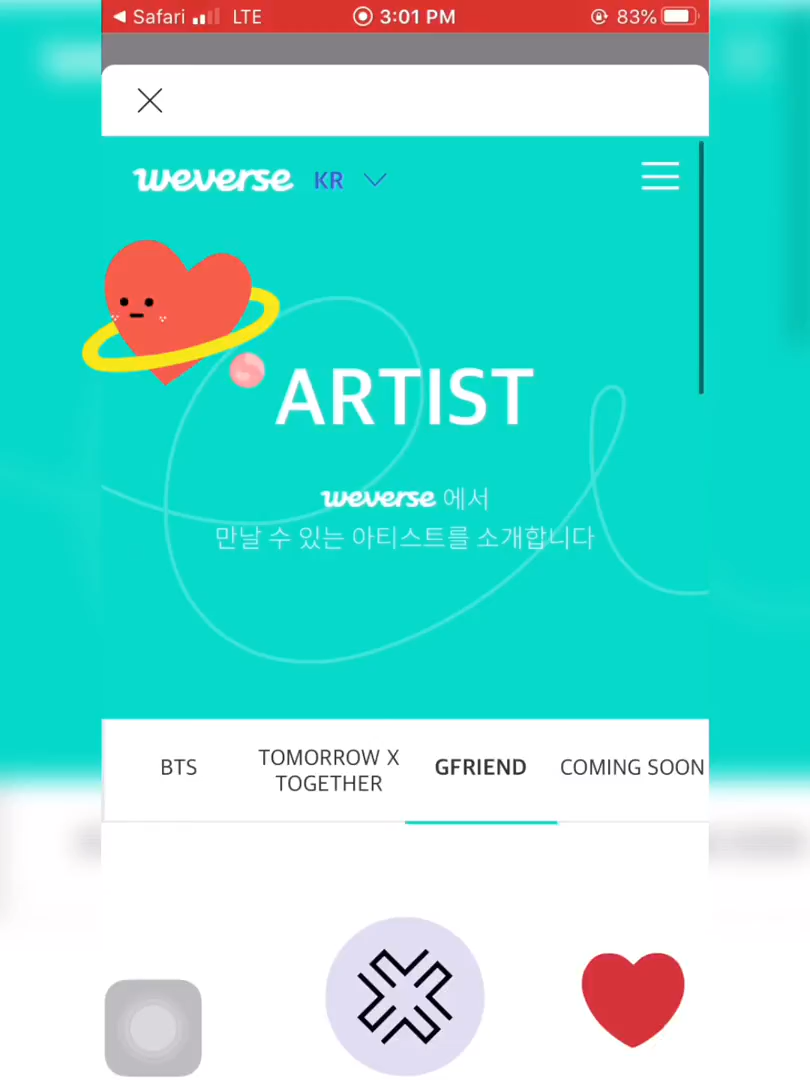 Safari LTE 3:01 PM 83%
weverse KR
ARTIST
weverse 에서
만날 수 있는 아티스트를 소개합니다
BTS
TOMORROW X
TOGETHER
GFRIEND
COMING SOON